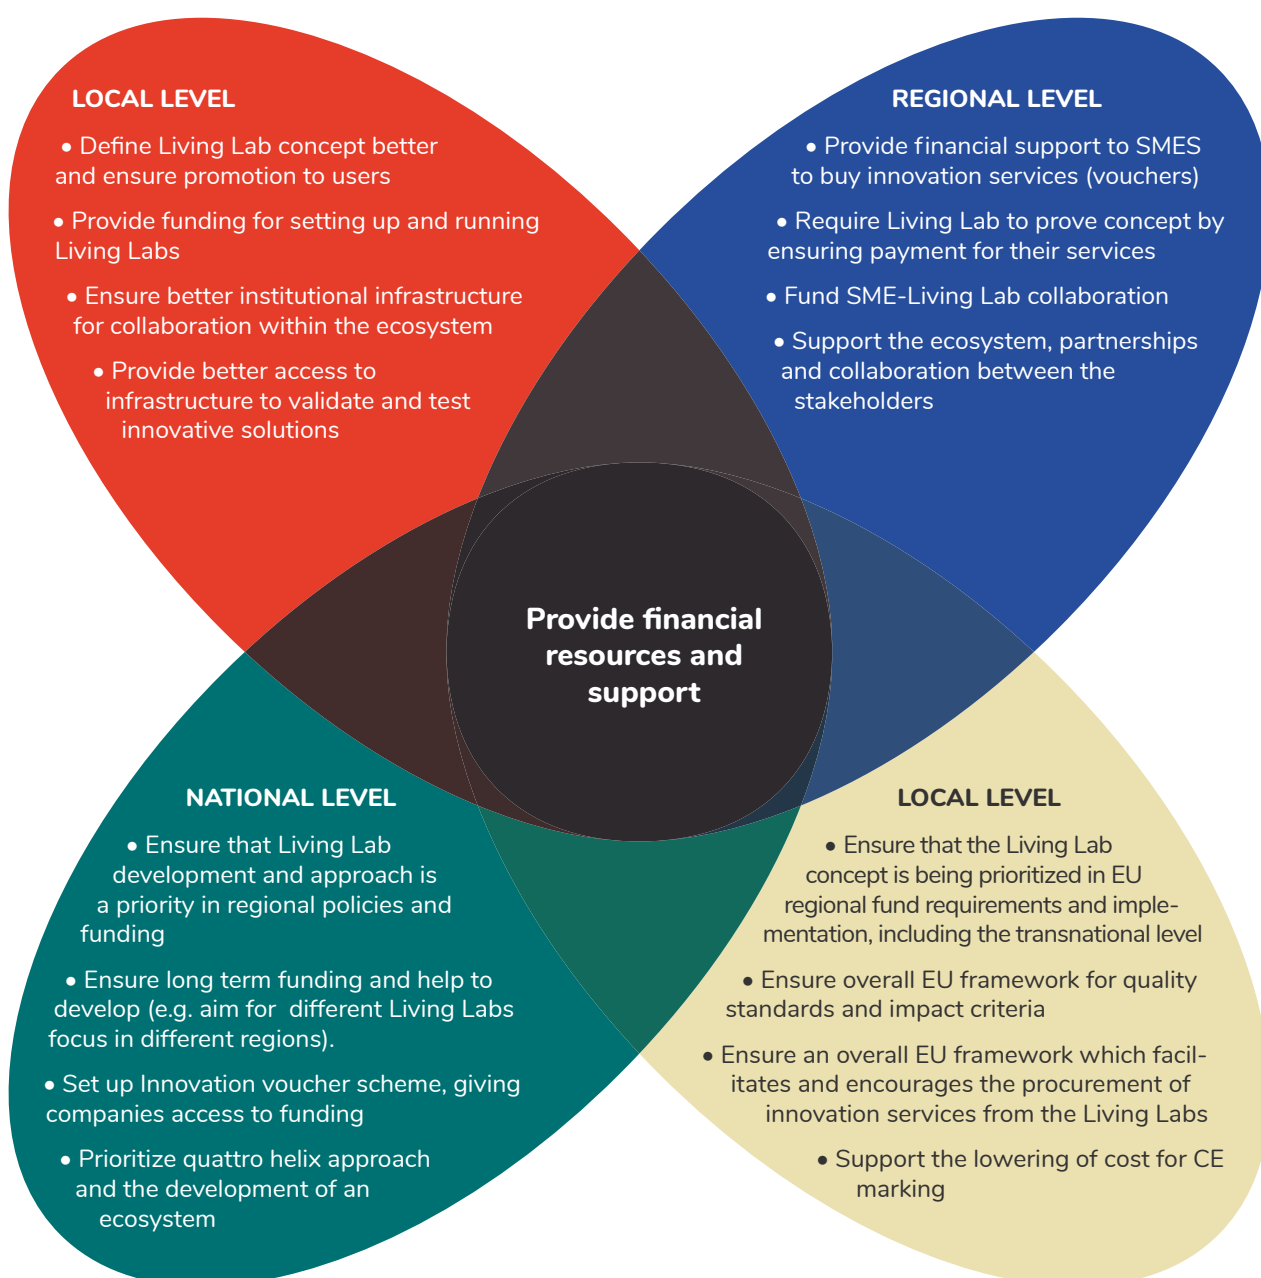 LOCAL LEVEL
• Define Living Lab concept better
and ensure promotion to users
• Provide funding for setting up and running
Living Labs
• Ensure better institutional infrastructure
for collaboration within the ecosystem
• Provide better access to
infrastructure to validate and test
innovative solutions
REGIONAL LEVEL
• Provide financial support to SMES
to buy innovation services (vouchers)
• Require Living Lab to prove concept by
ensuring payment for their services
• Fund SME-Living Lab collaboration
• Support the ecosystem, partnerships
and collaboration between the
stakeholders
Provide financial
resources and
support
NATIONAL LEVEL
• Ensure that Living Lab
development and approach is
a priority in regional policies and
funding
• Ensure long term funding and help to
develop (e.g. aim for different Living Labs
focus in different regions).
• Set up Innovation voucher scheme, giving
companies access to funding
• Prioritize quattro helix approach
and the development of an
ecosystem
LOCAL LEVEL
• Ensure that the Living Lab
concept is being prioritized in EU
regional fund requirements and imple-
mentation, including the transnational level
• Ensure overall EU framework for quality
standards and impact criteria
• Ensure an overall EU framework which facil-
itates and encourages the procurement of
innovation services from the Living Labs
• Support the lowering of cost for CE
marking